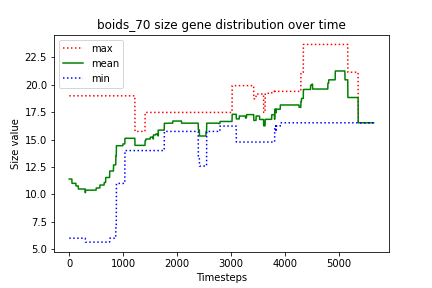 boids_70 size gene distribution over time
max
mean
min
22.5
20.0
17.5
15.0
12.5
10.0
7.5
5.0
Size value
0 1000 2000 3000 4000 5000
Timesteps